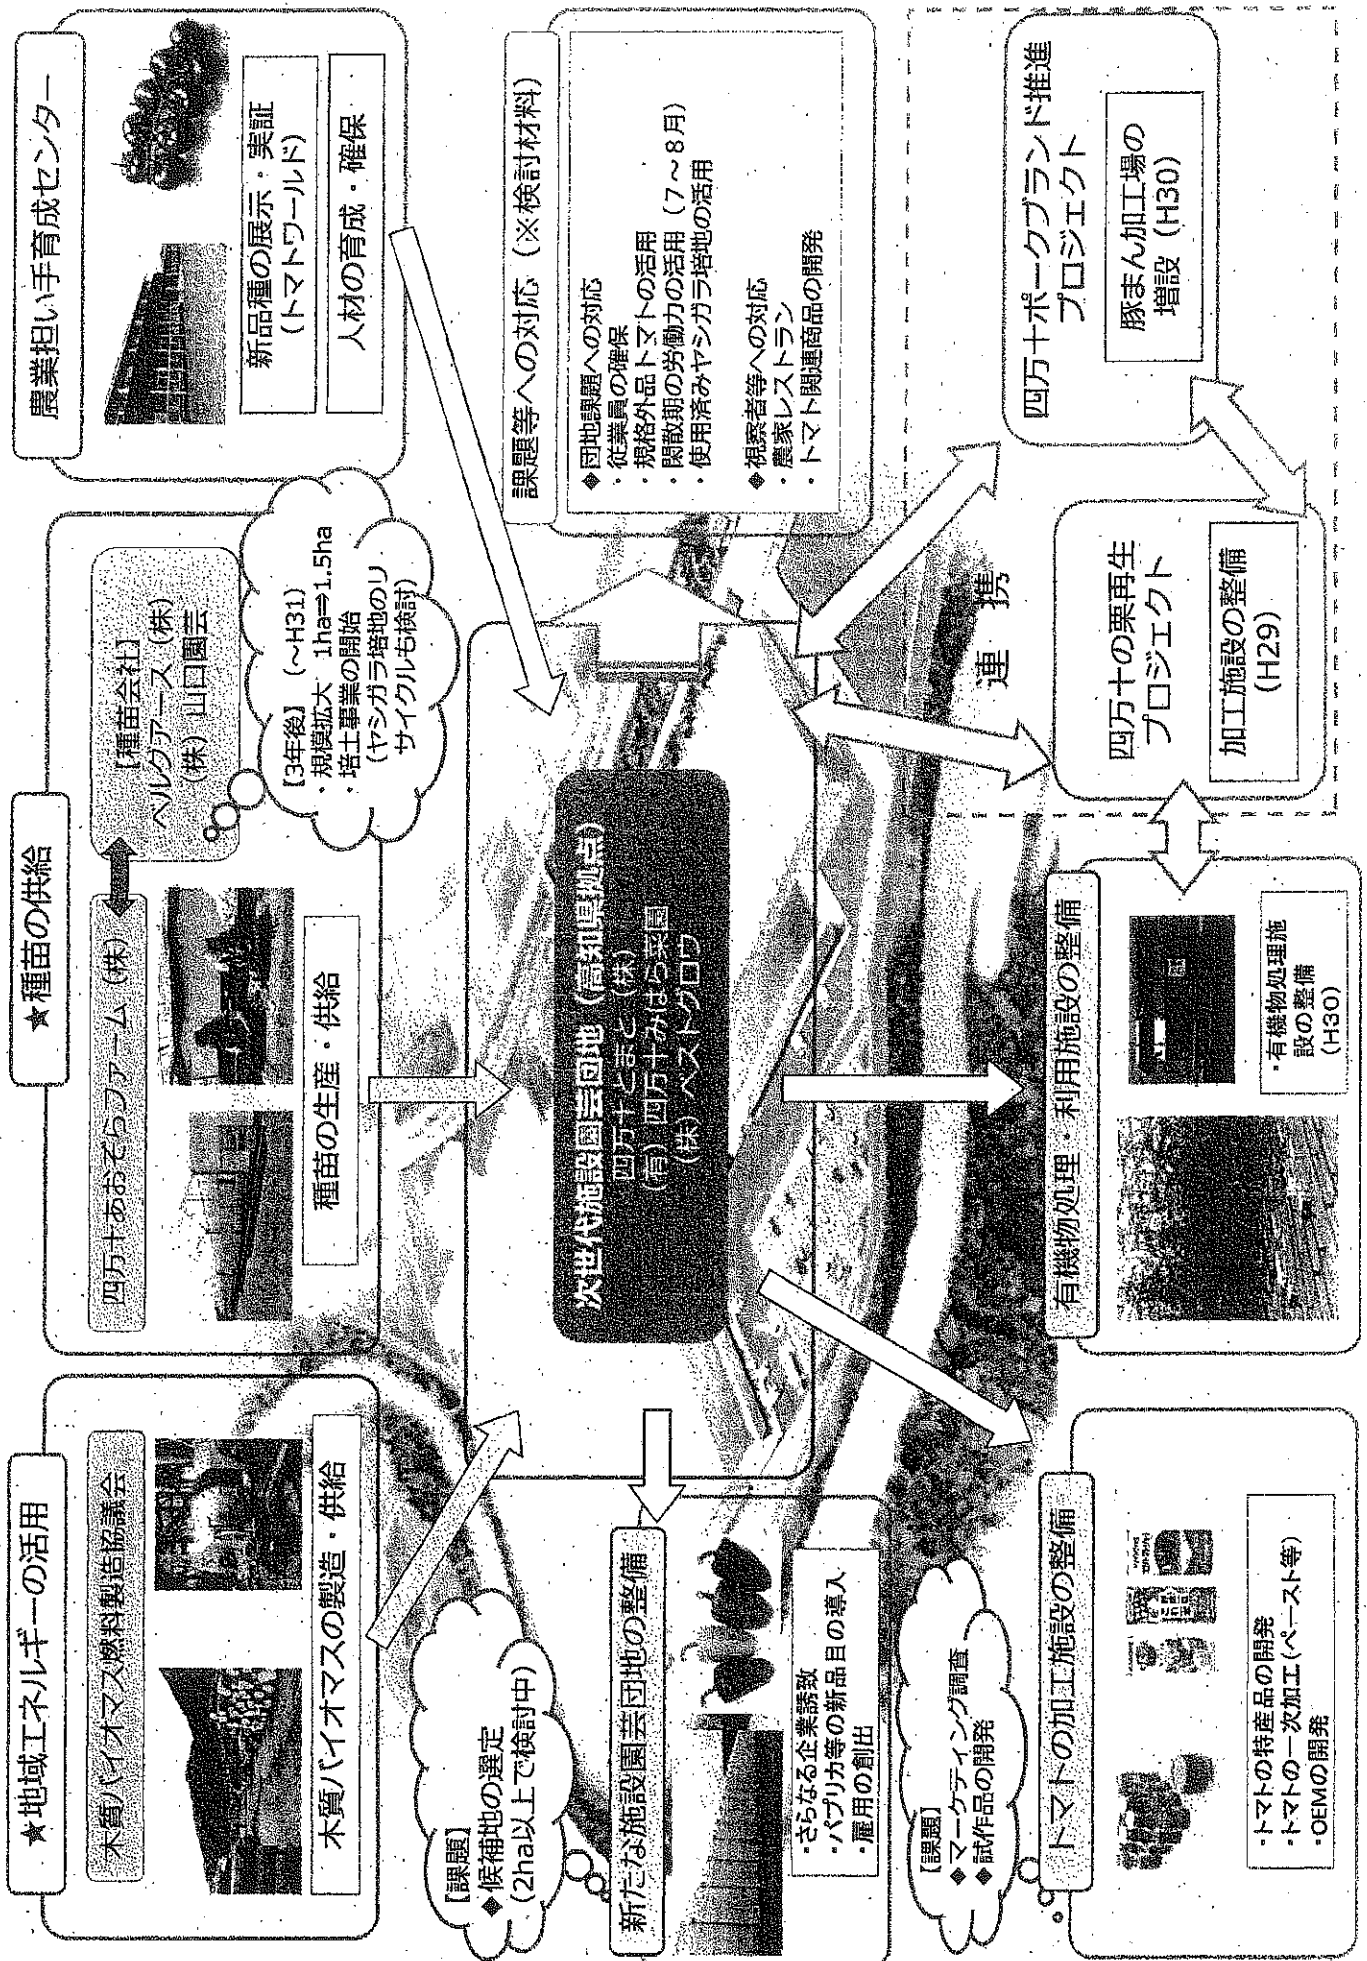 ★地域エネルギーの活用
木質バイオマス燃料製造協議会
木質バイオマスの製造・供給
★種苗の供給
四万十あおぞらファーム（株）
種苗の生産・供給
【種苗会社】
ベルグアース（株）
（株）山口園芸
【3年後】（～H31）
・規模拡大　1ha⇒1.5ha
・培土事業の開始
（ヤシガラ培地のリ
サイクルも検討）
農業担い手育成センター
新品種の展示・実証
（トマトワールド）
人材の育成・確保
【課題】
◆候補地の選定
（2ha以上で検討中）
新たな施設園芸団地の整備
・さらなる企業誘致
・パプリカ等の新品目の導入
・雇用の創出
次世代施設園芸団地（高知県拠点）
四万十とまと（株）
（有）四万十みはら菜園
（株）ベストグロウ
課題等への対応（※検討材料）
◆団地課題への対応
・従業員の確保
・規格外品トマトの活用
・閑散期の労働力の活用（7～8月）
・使用済みヤシガラ培地の活用
◆視察者等への対応
・農家レストラン
・トマト関連商品の開発
【課題】
◆マーケティング調査
◆試作品の開発
トマトの加工施設の整備
・トマトの特産品の開発
・トマトの一次加工(ペースト等)
・OEMの開発
有機物処理・利用施設の整備
・有機物処理施
設の整備
（H30）
連　携
四万十の栗再生
プロジェクト
加工施設の整備
（H29）
四万十ポークブランド推進
プロジェクト
豚まん加工場の
増設（H30）